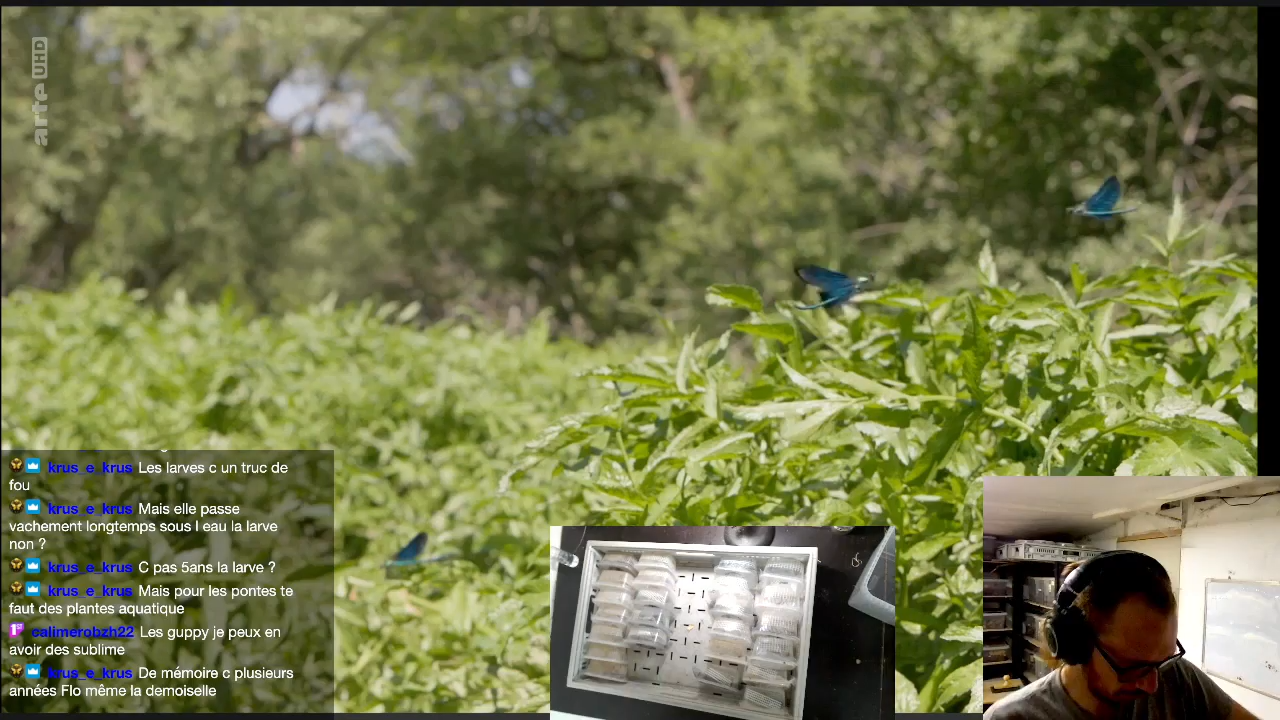 arte UHD
krus_e_krus Les larves c un truc de
fou
krus_e_krus Mais elle passe
vachement longtemps sous l eau la larve
non ?
krus_e_krus C pas 5ans la larve ?
krus_e_krus Mais pour les pontes te
faut des plantes aquatique
calimerobzh22 Les guppy je peux en
avoir des sublime
krus_e_krus De mémoire c plusieurs
années Flo même la demoiselle